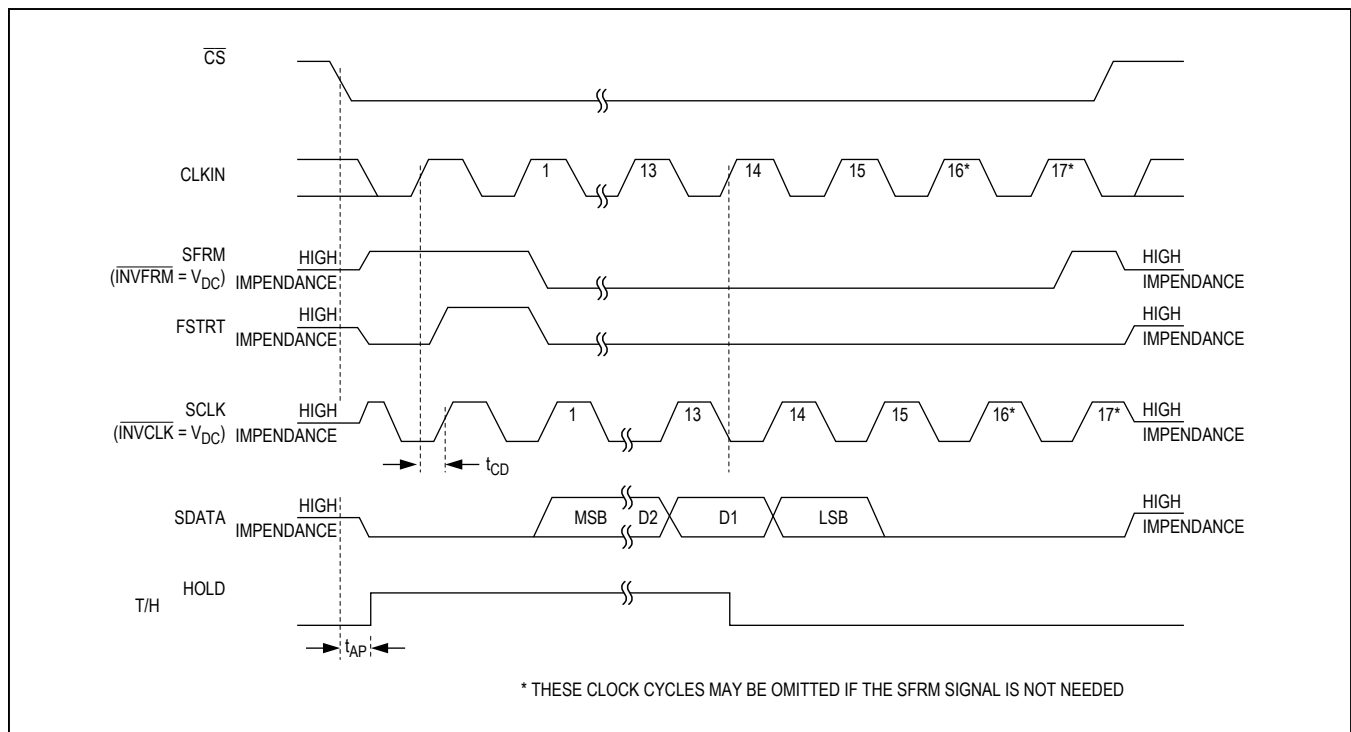 CS
CLKIN
1 13 14 15 16* 17*
SFRM
(INVFRM = VDC)
HIGH
IMPENDANCE
HIGH
IMPENDANCE
FSTRT
HIGH
IMPENDANCE
HIGH
IMPENDANCE
SCLK
(INVCLK = VDC)
HIGH
IMPENDANCE
1 13 14 15 16* 17*
HIGH
IMPENDANCE
tCD
SDATA
HIGH
IMPENDANCE
MSB D2 D1 LSB
HIGH
IMPENDANCE
T/H
HOLD
tAP
* THESE CLOCK CYCLES MAY BE OMITTED IF THE SFRM SIGNAL IS NOT NEEDED